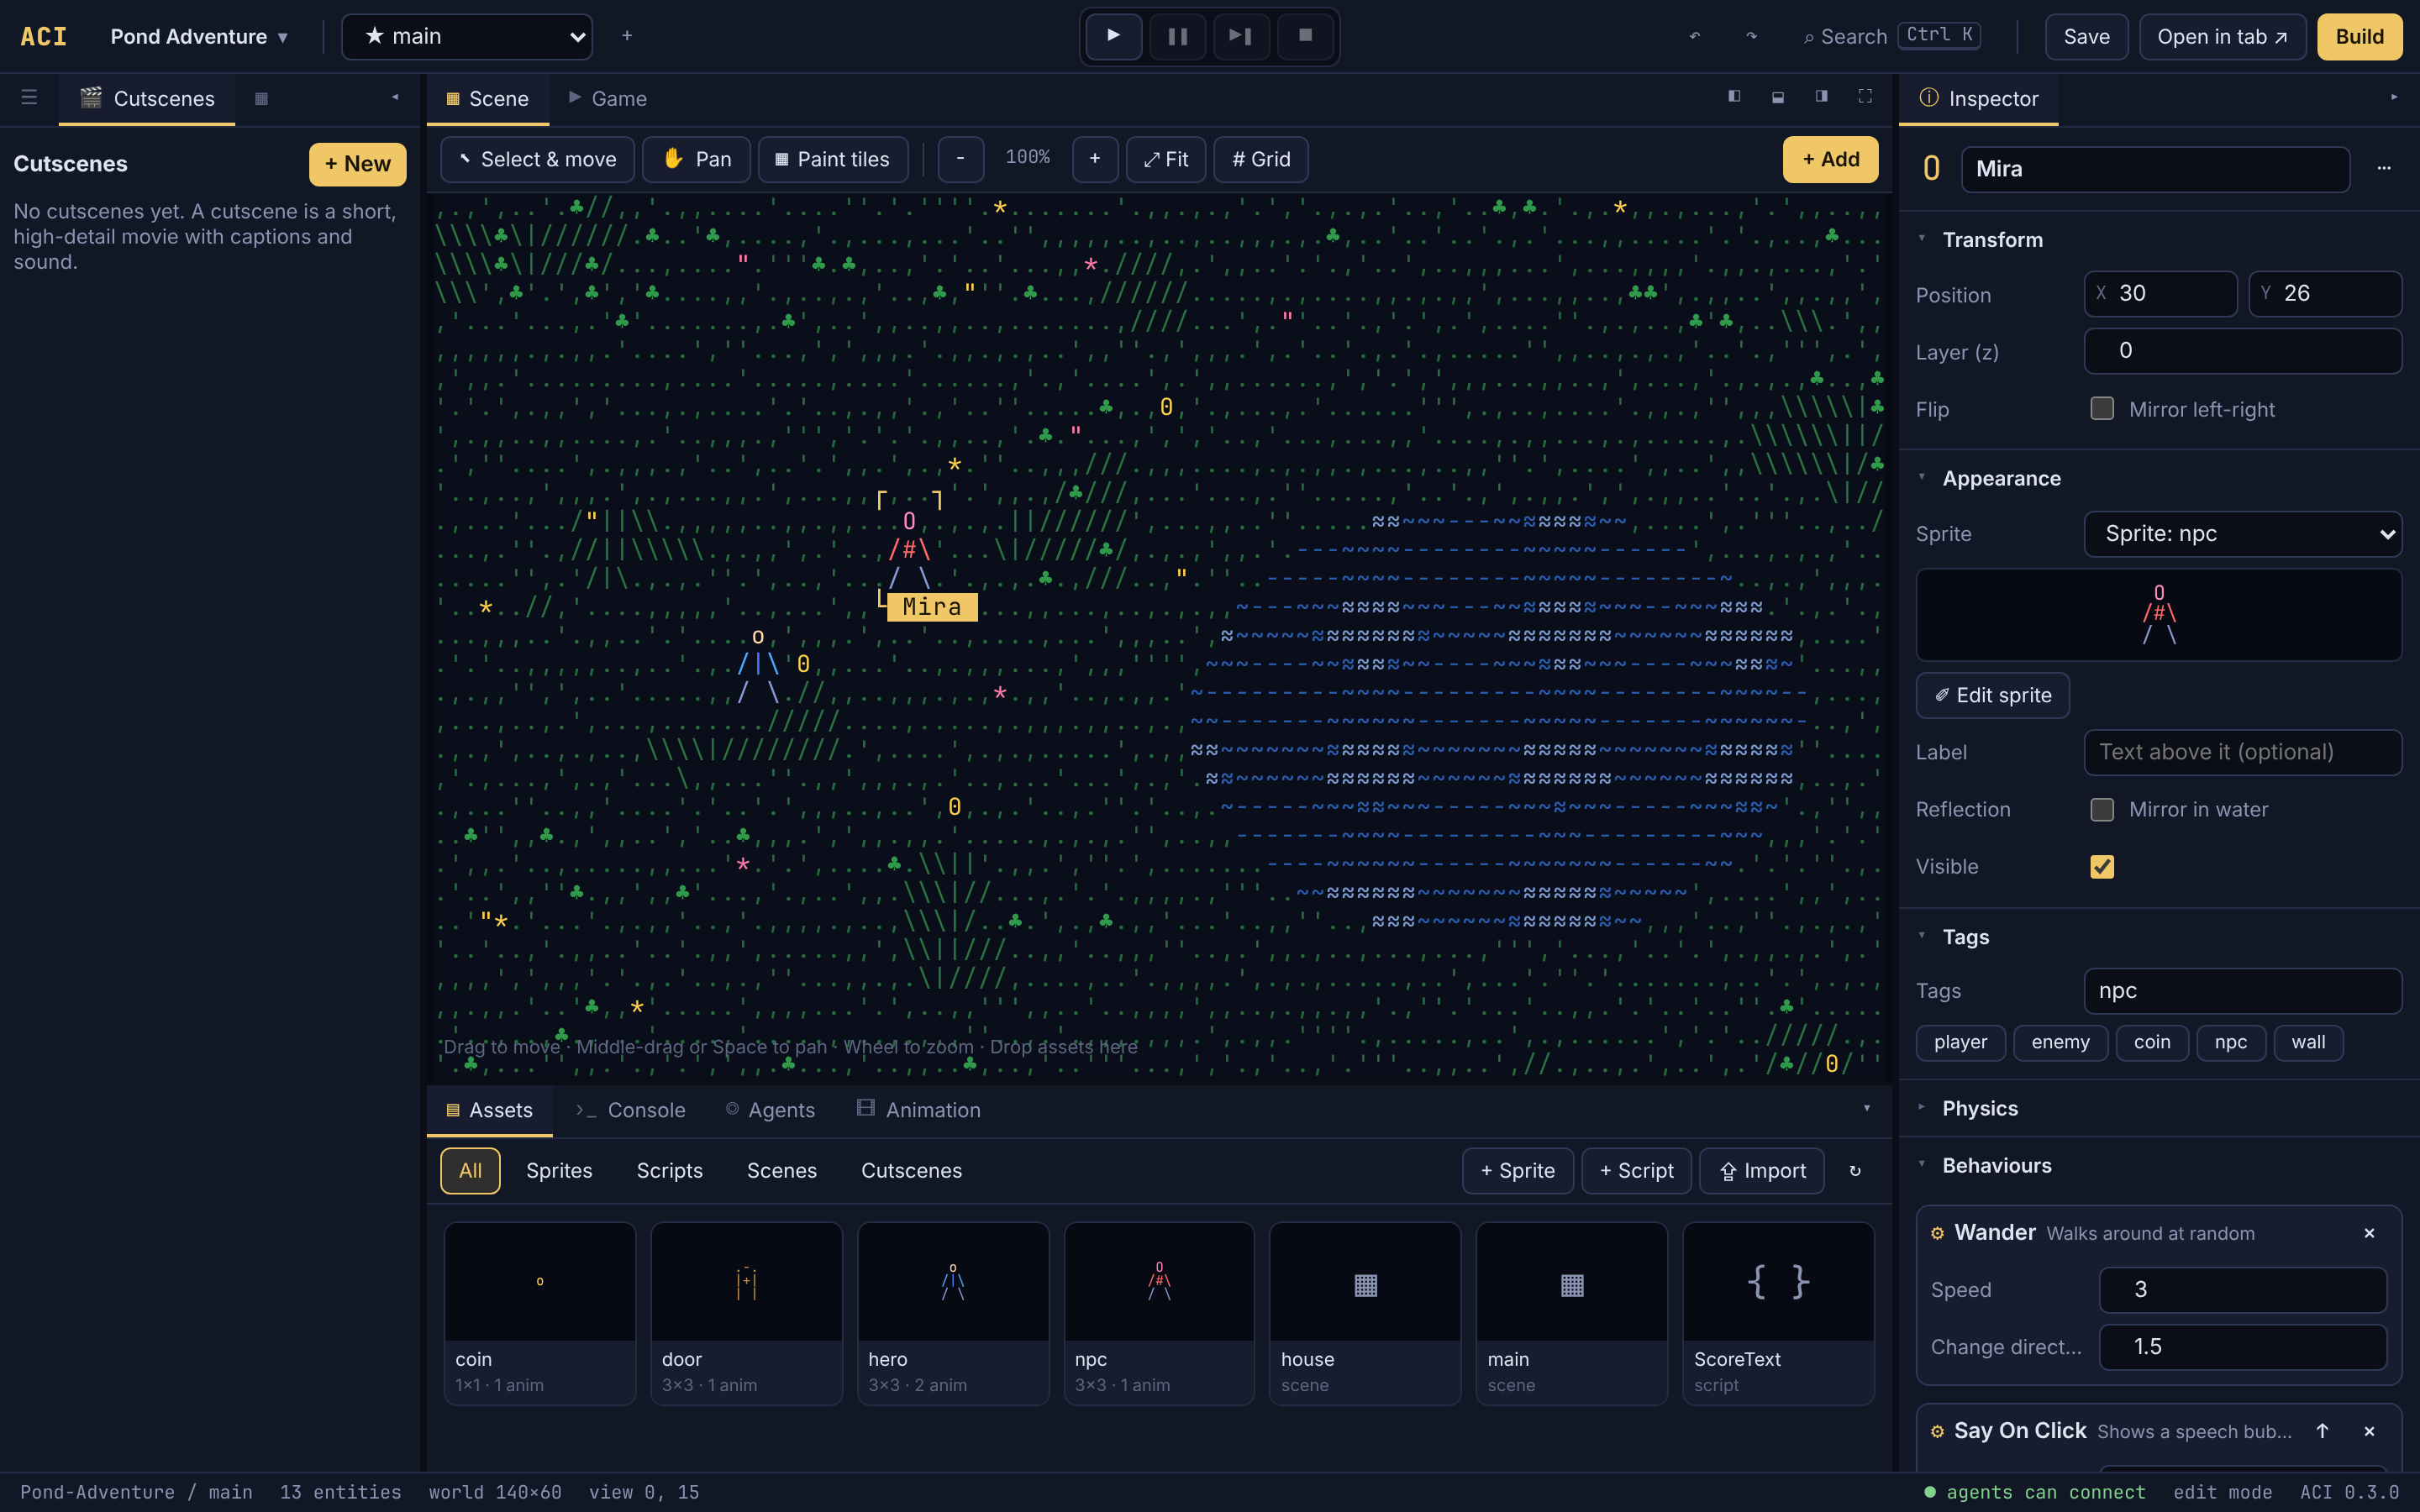 ACI Pond Adventure ▾ ★ main + Search Ctrl K Save Open in tab ↗ Build
Cutscenes
Scene Game
Inspector
Cutscenes + New
No cutscenes yet. A cutscene is a short,
high-detail movie with captions and
sound.
Select & move Pan Paint tiles - 100% + Fit # Grid + Add
Mira
Drag to move · Middle-drag or Space to pan · Wheel to zoom · Drop assets here
Assets Console Agents Animation
All Sprites Scripts Scenes Cutscenes + Sprite + Script Import
coin
1×1 · 1 anim
door
3×3 · 1 anim
hero
3×3 · 2 anim
npc
3×3 · 1 anim
house
scene
main
scene
{ }
ScoreText
script
Mira
Transform
Position X 30 Y 26
Layer (z) 0
Flip Mirror left-right
Appearance
Sprite Sprite: npc
Edit sprite
Label Text above it (optional)
Reflection Mirror in water
Visible
Tags
Tags npc
player enemy coin npc wall
Physics
Behaviours
Wander Walks around at random ×
Speed 3
Change direct... 1.5
Say On Click Shows a speech bub... ↑ ×
Pond-Adventure / main 13 entities world 140×60 view 0, 15
agents can connect edit mode ACI 0.3.0